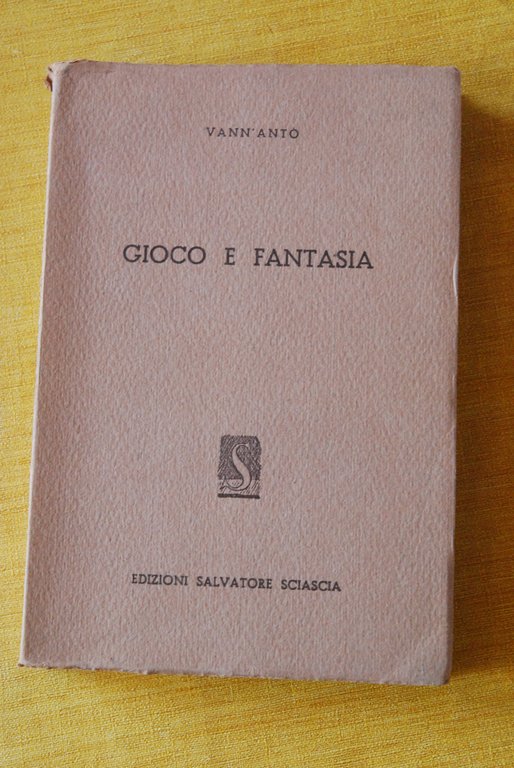 VANN'ANTÒ
GIOCO E FANTASIA
S
EDIZIONI SALVATORE SCIASCIA